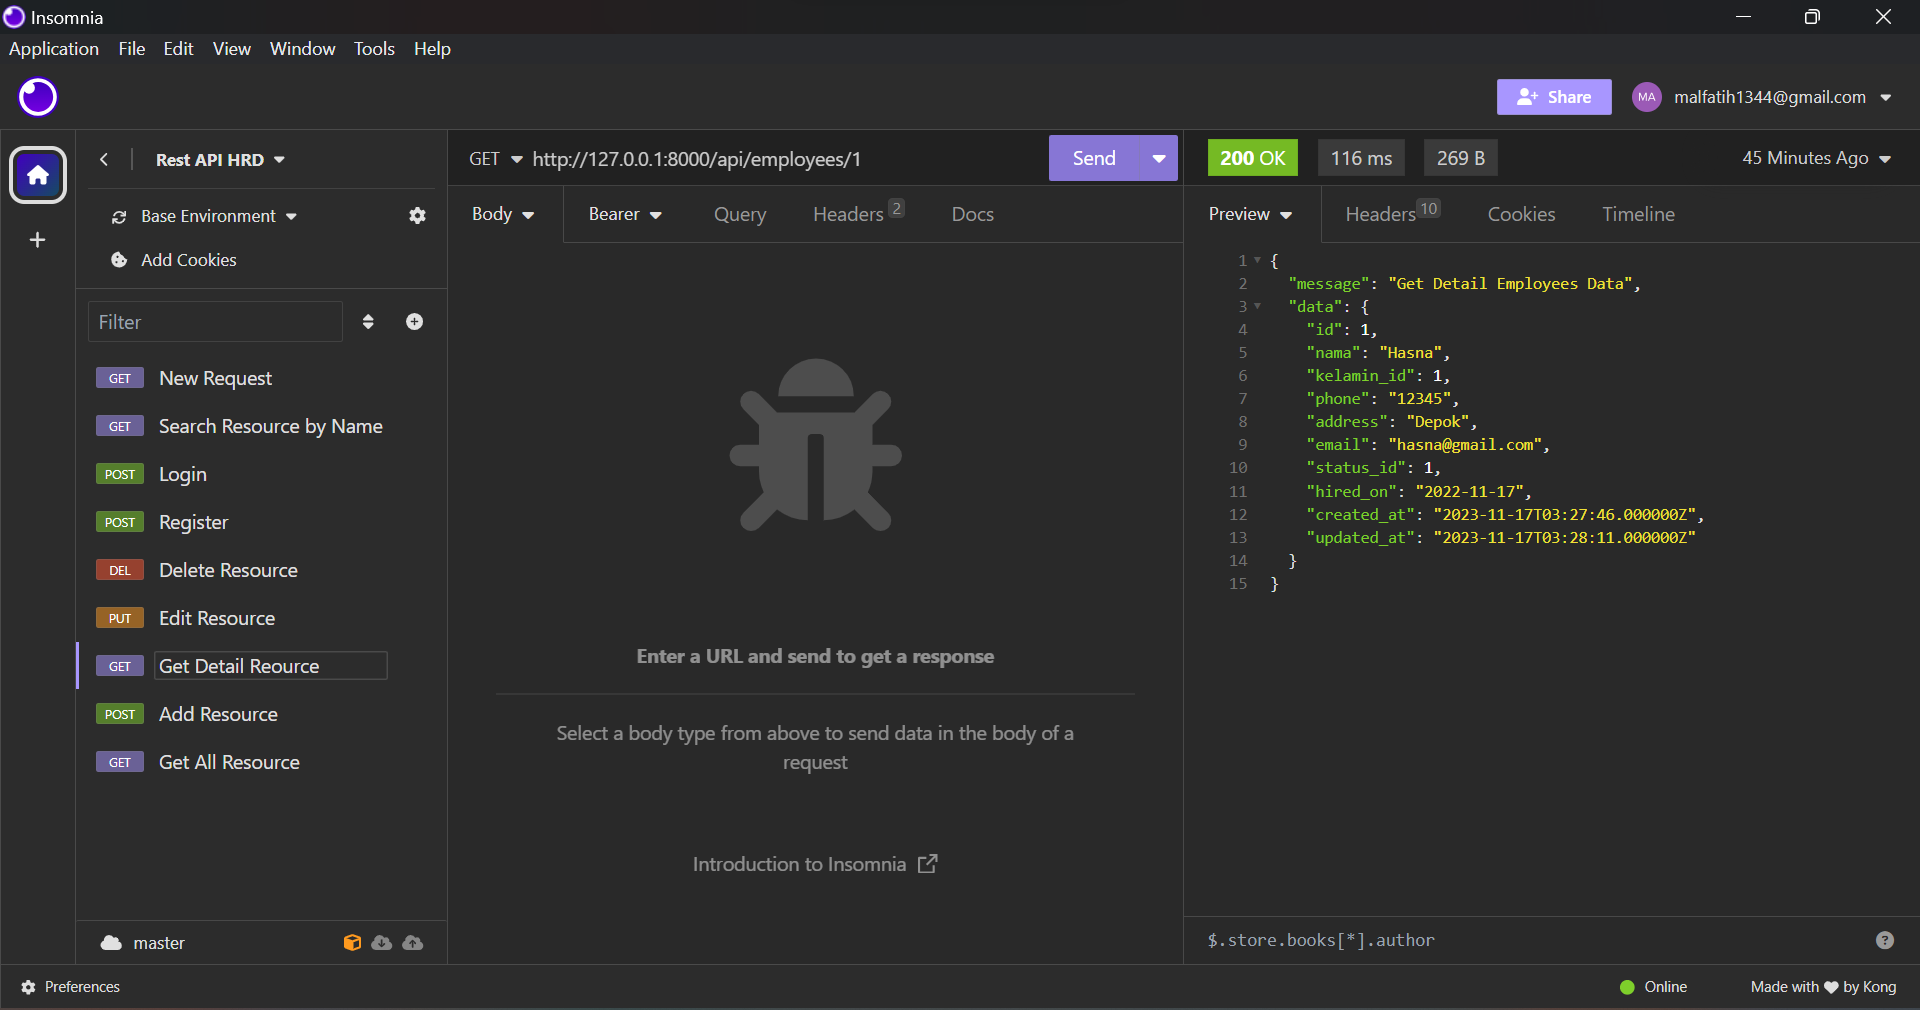 Insomnia
Application File Edit View Window Tools Help
Share MA malfatih1344@gmail.com
Rest API HRD
Base Environment
Add Cookies
Filter
GET New Request
GET Search Resource by Name
POST Login
POST Register
DEL Delete Resource
PUT Edit Resource
GET Get Detail Reource
POST Add Resource
GET Get All Resource
master
GET http://127.0.0.1:8000/api/employees/1 Send
Body Bearer Query Headers 2 Docs
Enter a URL and send to get a response
Select a body type from above to send data in the body of a
request
Introduction to Insomnia
200 OK 116 ms 269 B 45 Minutes Ago
Preview Headers 10 Cookies Timeline
1 {
2 "message": "Get Detail Employees Data",
3 "data": {
4 "id": 1,
5 "nama": "Hasna",
6 "kelamin_id": 1,
7 "phone": "12345",
8 "address": "Depok",
9 "email": "hasna@gmail.com",
10 "status_id": 1,
11 "hired_on": "2022-11-17",
12 "created_at": "2023-11-17T03:27:46.000000Z",
13 "updated_at": "2023-11-17T03:28:11.000000Z"
14 }
15 }
$.store.books[*].author ?
Preferences Online Made with ❤ by Kong